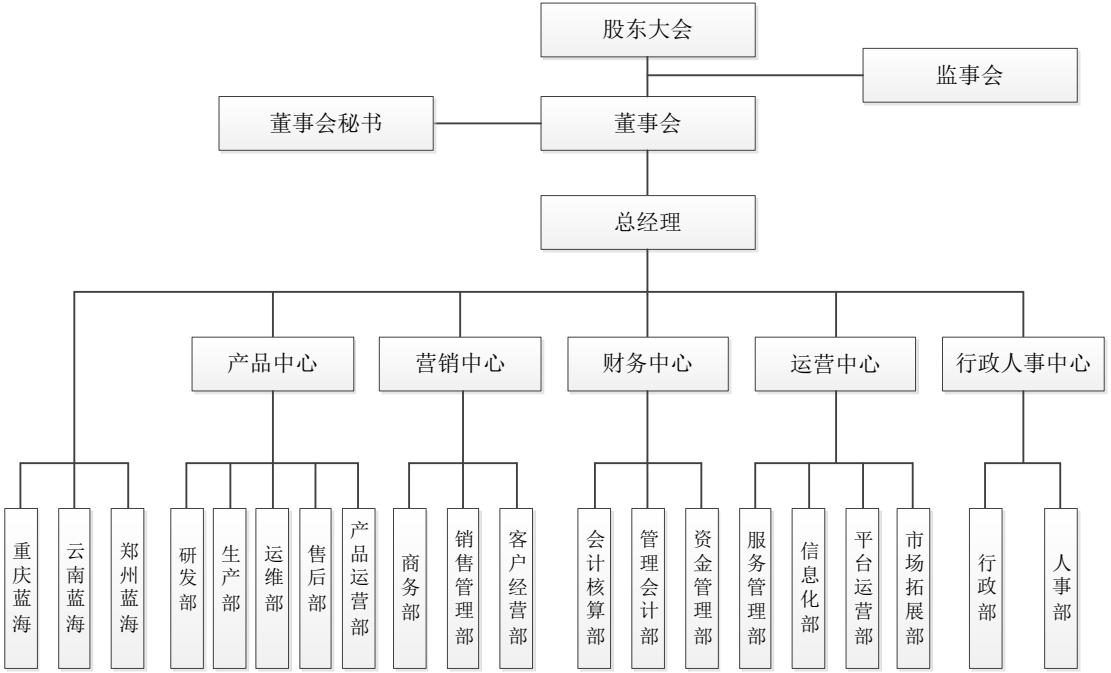 股东大会
监事会
董事会秘书
董事会
总经理
产品中心
营销中心
财务中心
运营中心
行政人事中心
重庆蓝海
云南蓝海
郑州蓝海
研发部
生产部
运维部
售后部
产品运营部
商务部
销售管理部
客户经营部
会计核算部
管理会计部
资金管理部
服务管理部
信息化部
平台运营部
市场拓展部
行政部
人事部